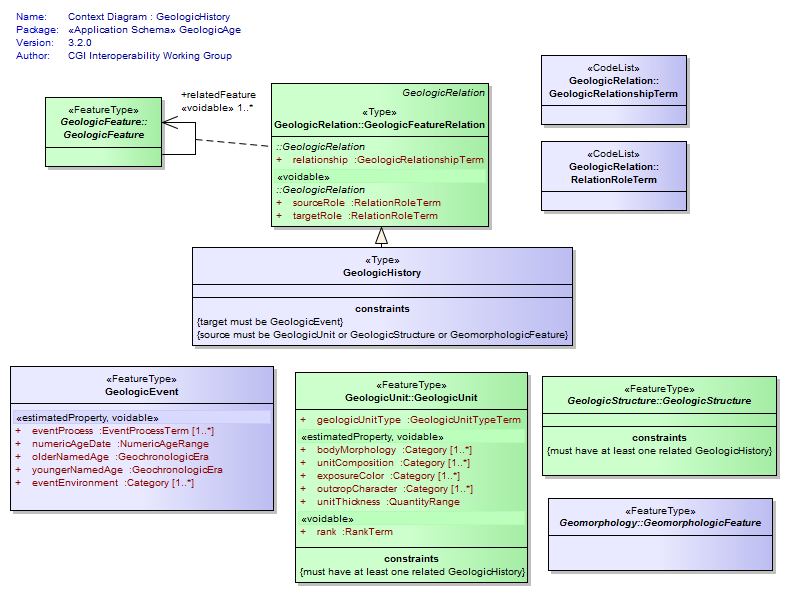 Name: Context Diagram : GeologicHistory
Package: «Application Schema» GeologicAge
Version: 3.2.0
Author: CGI Interoperability Working Group
«FeatureType»
GeologicFeature::
GeologicFeature
+relatedFeature
«voidable» 1..*
GeologicRelation
«Type»
GeologicRelation::GeologicFeatureRelation
::GeologicRelation
+ relationship :GeologicRelationshipTerm
«voidable»
::GeologicRelation
+ sourceRole :RelationRoleTerm
+ targetRole :RelationRoleTerm
«CodeList»
GeologicRelation::
GeologicRelationshipTerm
«CodeList»
GeologicRelation::
RelationRoleTerm
«Type»
GeologicHistory
constraints
{target must be GeologicEvent}
{source must be GeologicUnit or GeologicStructure or GeomorphologicFeature}
«FeatureType»
GeologicEvent
«estimatedProperty, voidable»
+ eventProcess :EventProcessTerm [1..*]
+ numericAgeDate :NumericAgeRange
+ olderNamedAge :GeochronologicEra
+ youngerNamedAge :GeochronologicEra
+ eventEnvironment :Category [1..*]
«FeatureType»
GeologicUnit::GeologicUnit
+ geologicUnitType :GeologicUnitTypeTerm
«estimatedProperty, voidable»
+ bodyMorphology :Category [1..*]
+ unitComposition :Category [1..*]
+ exposureColor :Category [1..*]
+ outcropCharacter :Category [1..*]
+ unitThickness :QuantityRange
«voidable»
+ rank :RankTerm
constraints
{must have at least one related GeologicHistory}
«FeatureType»
GeologicStructure::GeologicStructure
constraints
{must have at least one related GeologicHistory}
«FeatureType»
Geomorphology::GeomorphologicFeature